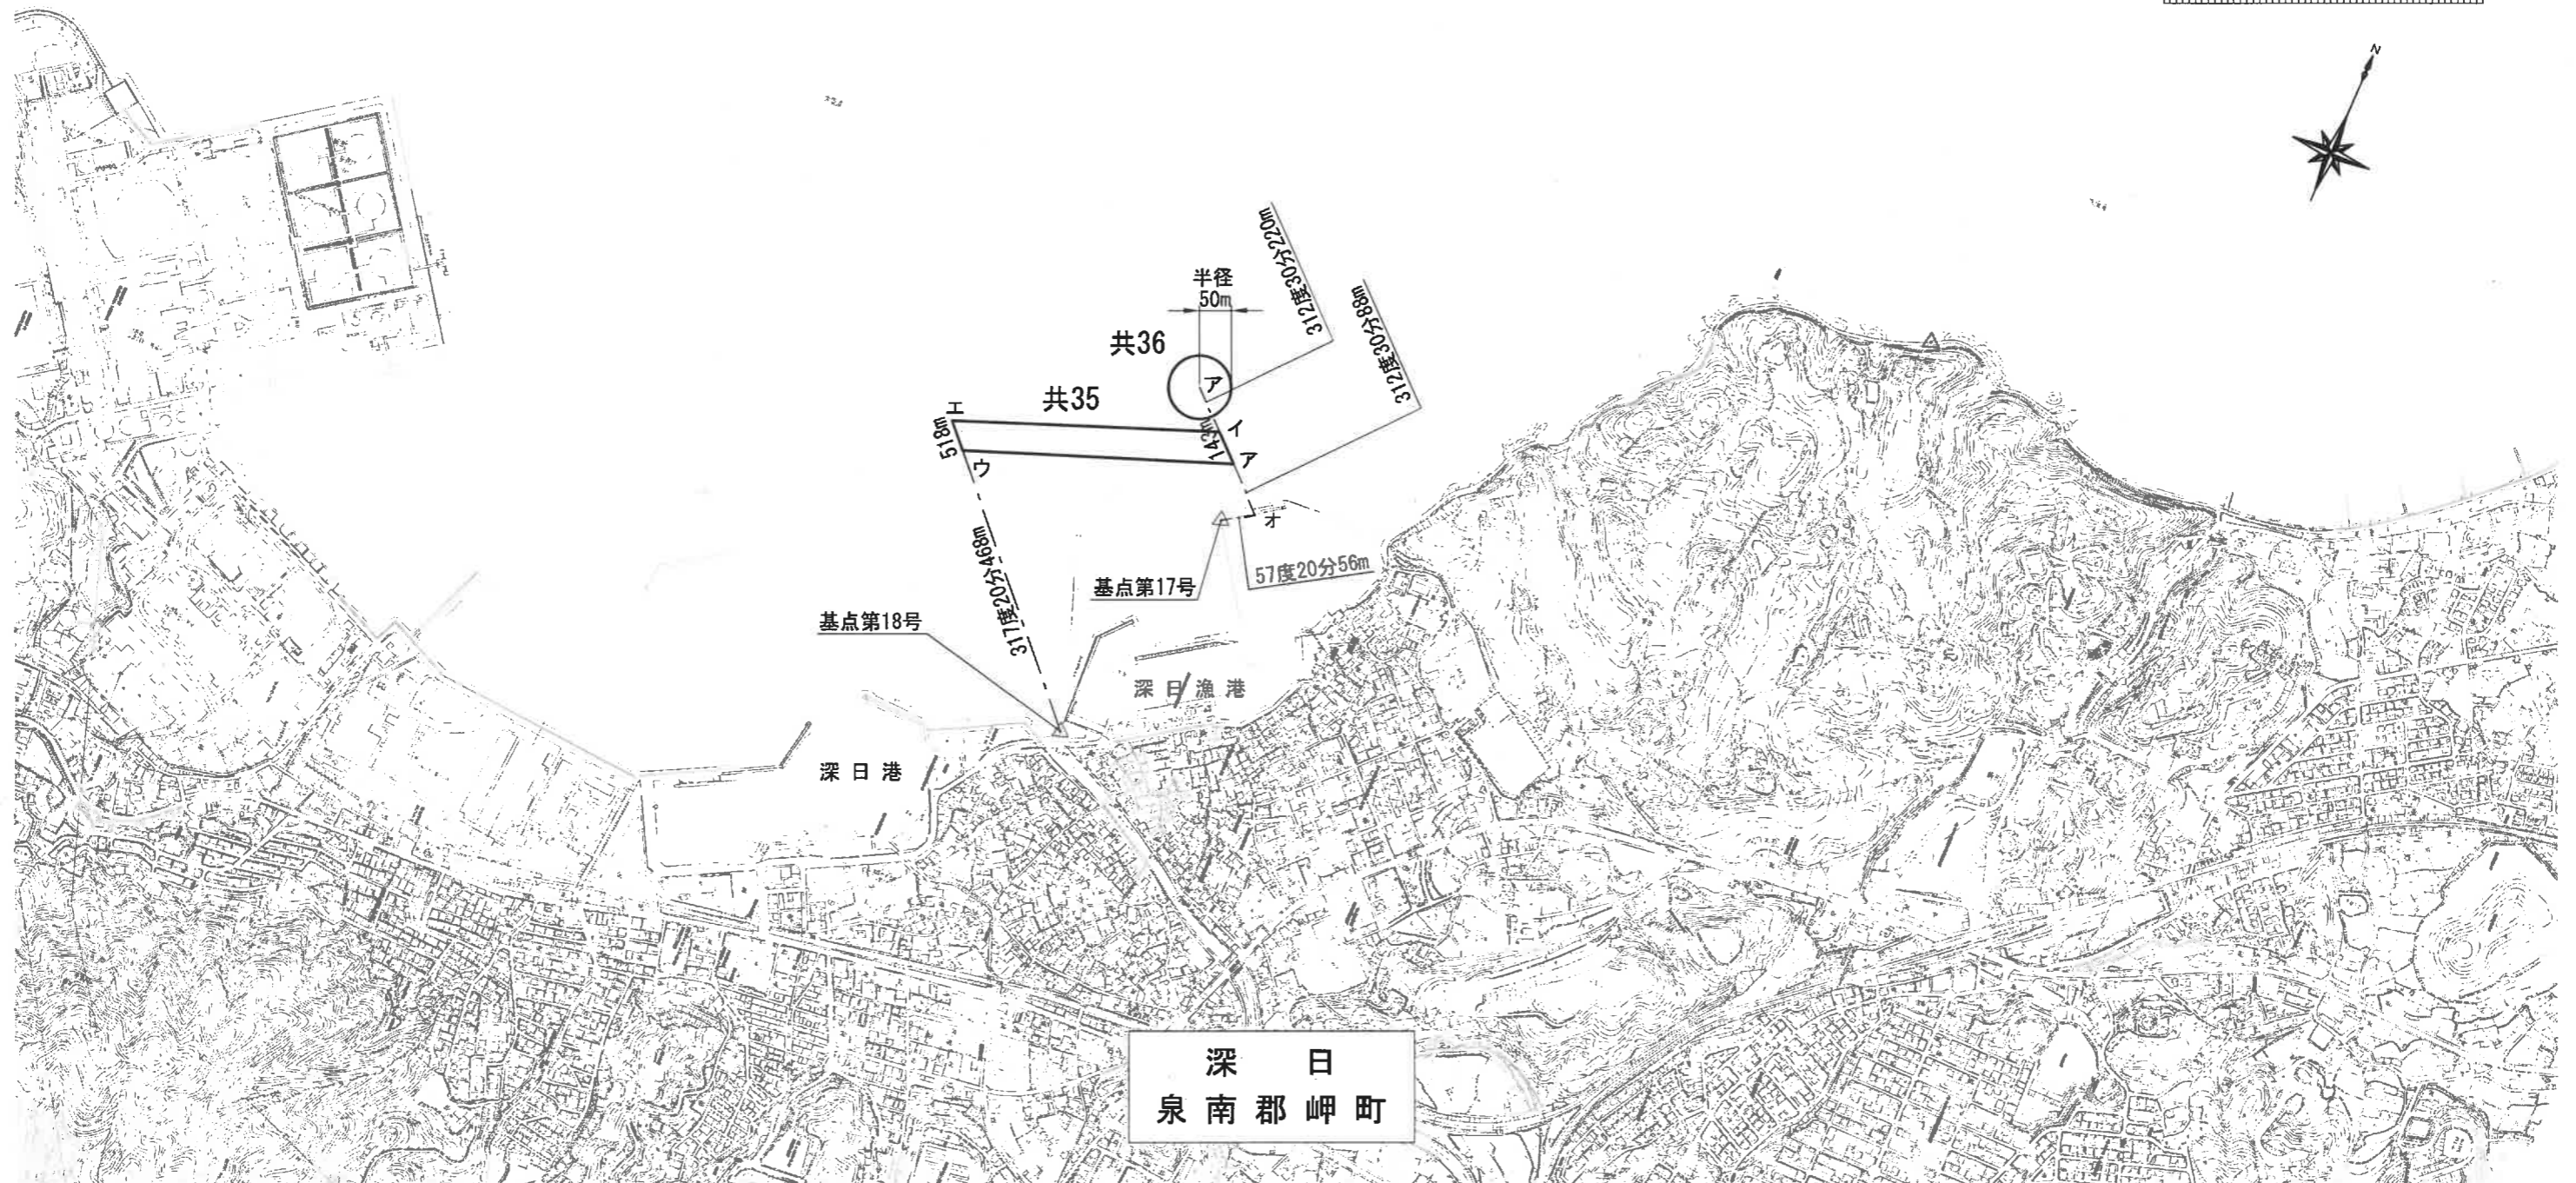 N
312度30分220m
半径
50m
312度30分88m
共36
ア
共35
エ
イ
518m
143m
ウ
ア
オ
317度20分468m
57度20分56m
基点第17号
基点第18号
深日漁港
深日港
深日
泉南郡岬町